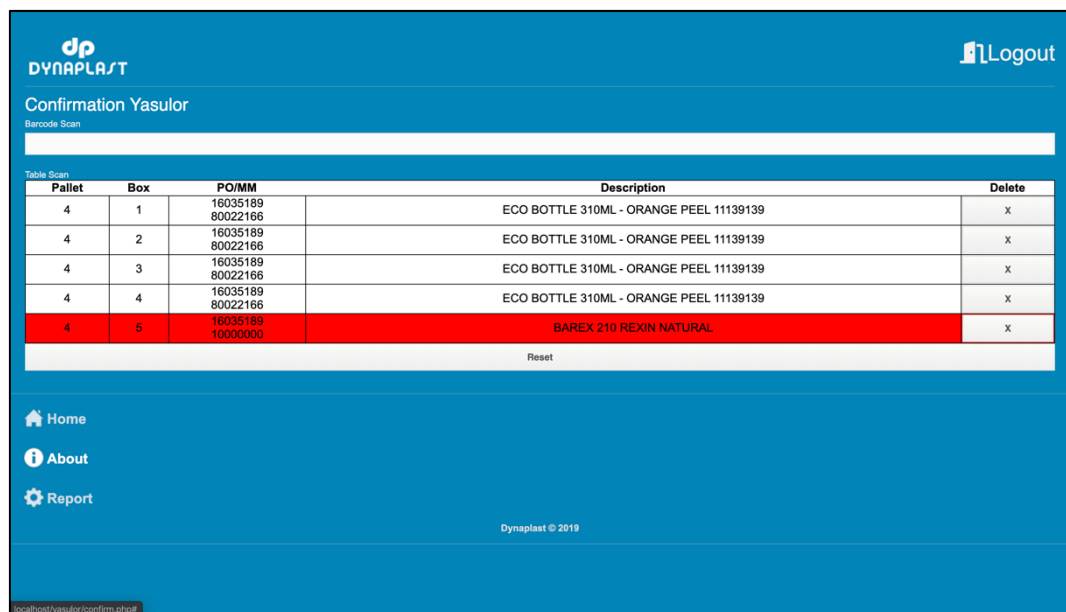 dp
DYNAPLAST
Logout
Confirmation Yasulor
Barcode Scan
Table Scan
Pallet Box PO/MM Description Delete
4 1 16035189 ECO BOTTLE 310ML - ORANGE PEEL 11139139 x
80022166
4 2 16035189 ECO BOTTLE 310ML - ORANGE PEEL 11139139 x
80022166
4 3 16035189 ECO BOTTLE 310ML - ORANGE PEEL 11139139 x
80022166
4 4 16035189 ECO BOTTLE 310ML - ORANGE PEEL 11139139 x
80022166
4 5 16035189 BAREX 210 REXIN NATURAL x
10000000
Reset
Home
About
Report
Dynaplast © 2019
localhost/yasulor/confirm.php#